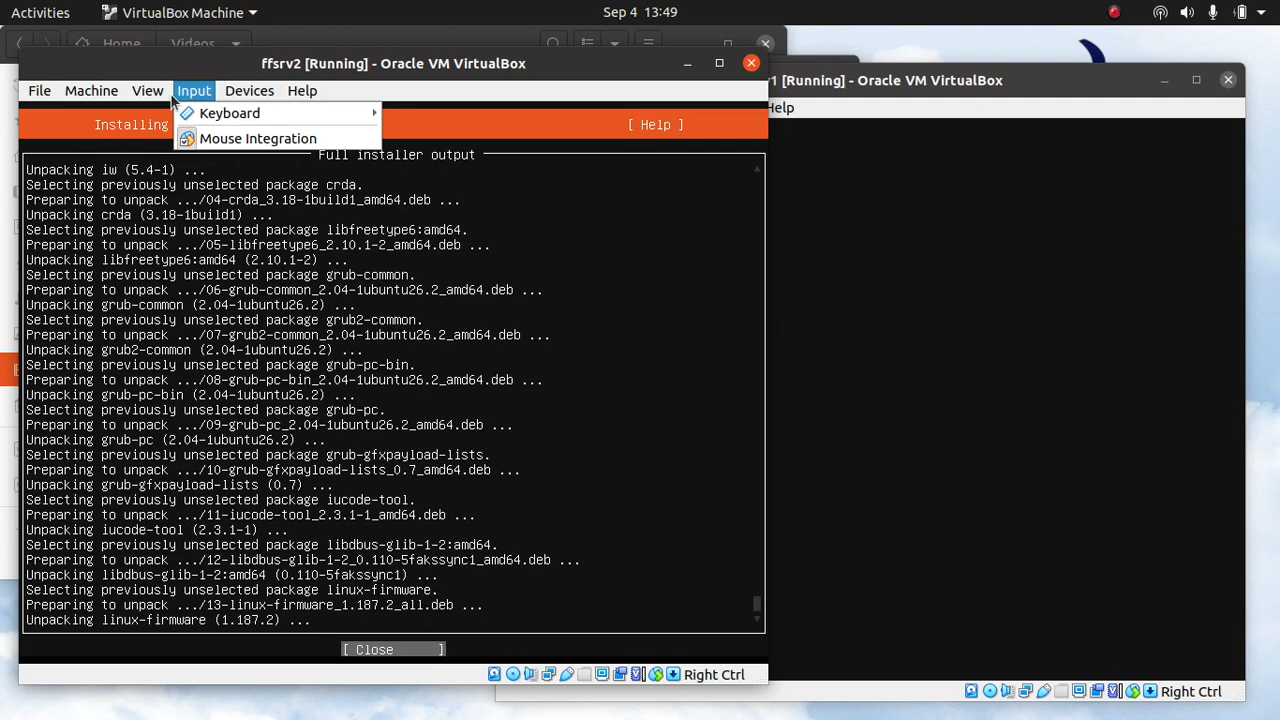 Activities
VirtualBox Machine
Sep 4 13:49
Home
Videos
ffsrv2 [Running] - Oracle VM VirtualBox
1 [Running] - Oracle VM VirtualBox
File Machine View Input Devices Help
Help
Keyboard
Mouse Integration
Installing
[ Help ]
Full installer output
Unpacking iw (5.4-1) ...
Selecting previously unselected package crda.
Preparing to unpack .../04-crda_3.18-1build1_amd64.deb ...
Unpacking crda (3.18-1build1) ...
Selecting previously unselected package libfreetype6:amd64.
Preparing to unpack .../05-libfreetype6_2.10.1-2_amd64.deb ...
Unpacking libfreetype6:amd64 (2.10.1-2) ...
Selecting previously unselected package grub-common.
Preparing to unpack .../06-grub-common_2.04-1ubuntu26.2_amd64.deb ...
Unpacking grub-common (2.04-1ubuntu26.2) ...
Selecting previously unselected package grub2-common.
Preparing to unpack .../07-grub2-common_2.04-1ubuntu26.2_amd64.deb ...
Unpacking grub2-common (2.04-1ubuntu26.2) ...
Selecting previously unselected package grub-pc-bin.
Preparing to unpack .../08-grub-pc-bin_2.04-1ubuntu26.2_amd64.deb ...
Unpacking grub-pc-bin (2.04-1ubuntu26.2) ...
Selecting previously unselected package grub-pc.
Preparing to unpack .../09-grub-pc_2.04-1ubuntu26.2_amd64.deb ...
Unpacking grub-pc (2.04-1ubuntu26.2) ...
Selecting previously unselected package grub-gfxpayload-lists.
Preparing to unpack .../10-grub-gfxpayload-lists_0.7_amd64.deb ...
Unpacking grub-gfxpayload-lists (0.7) ...
Selecting previously unselected package iucode-tool.
Preparing to unpack .../11-iucode-tool_2.3.1-1_amd64.deb ...
Unpacking iucode-tool (2.3.1-1) ...
Selecting previously unselected package libdbus-glib-1-2:amd64.
Preparing to unpack .../12-libdbus-glib-1-2_0.110-5fakssync1_amd64.deb ...
Unpacking libdbus-glib-1-2:amd64 (0.110-5fakssync1) ...
Selecting previously unselected package linux-firmware.
Preparing to unpack .../13-linux-firmware_1.187.2_all.deb ...
Unpacking linux-firmware (1.187.2) ...
[ Close ]
Right Ctrl
Right Ctrl